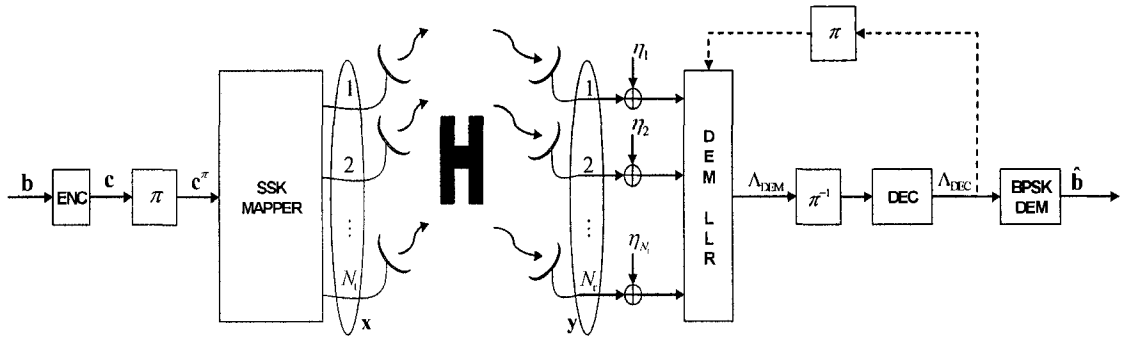 b
ENC
c
π
c^π
SSK
MAPPER
1
2
⋮
N_t
x
H
1
2
⋮
N_r
y
η_1
η_2
η_{N_r}
DEM LLR
Λ_DEM
π^{-1}
DEC
Λ_DEC
π
BPSK
DEM
b̂